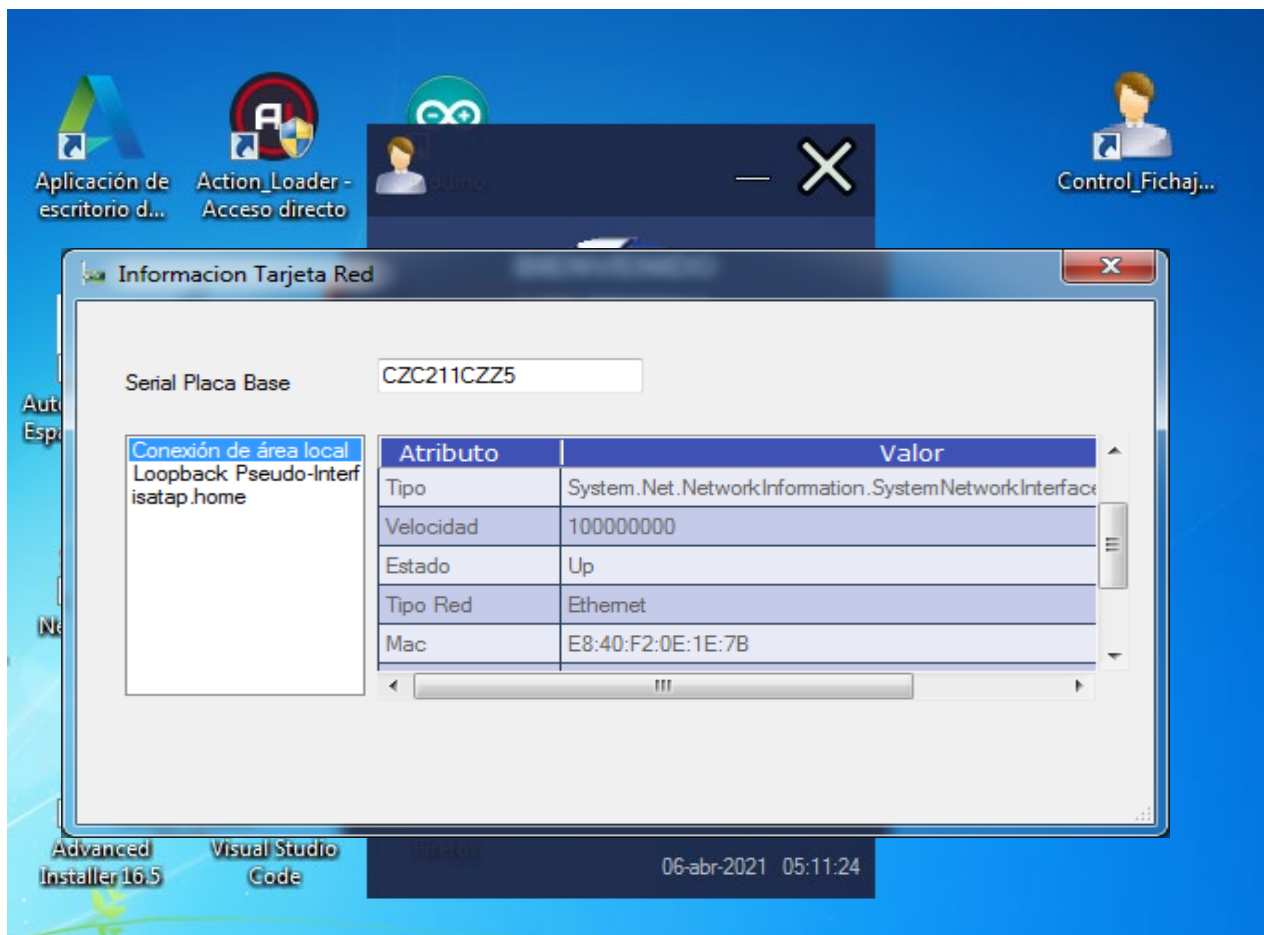 Aplicación de
escritorio d...
Action_Loader -
Acceso directo
Control_Fichaj...
Informacion Tarjeta Red
BIENVENIDO
Serial Placa Base
CZC211CZZ5
Conexión de área local
Loopback Pseudo-Interf
isatap.home
Atributo
Valor
Tipo
System.Net.NetworkInformation.SystemNetworkInterface
Velocidad
100000000
Estado
Up
Tipo Red
Ethernet
Mac
E8:40:F2:0E:1E:7B
Advanced
Installer 16.5
Visual Studio
Code
06-abr-2021 05:11:24